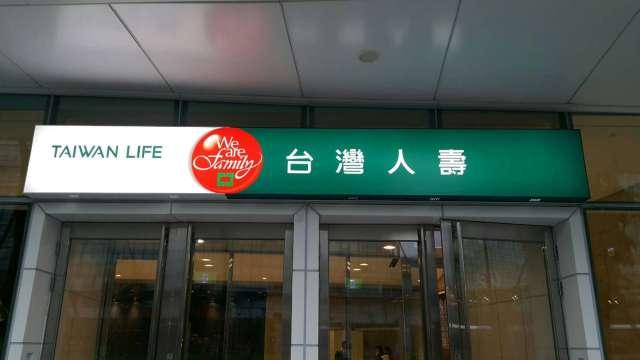 TAIWAN LIFE
We
are
Family
台灣人壽